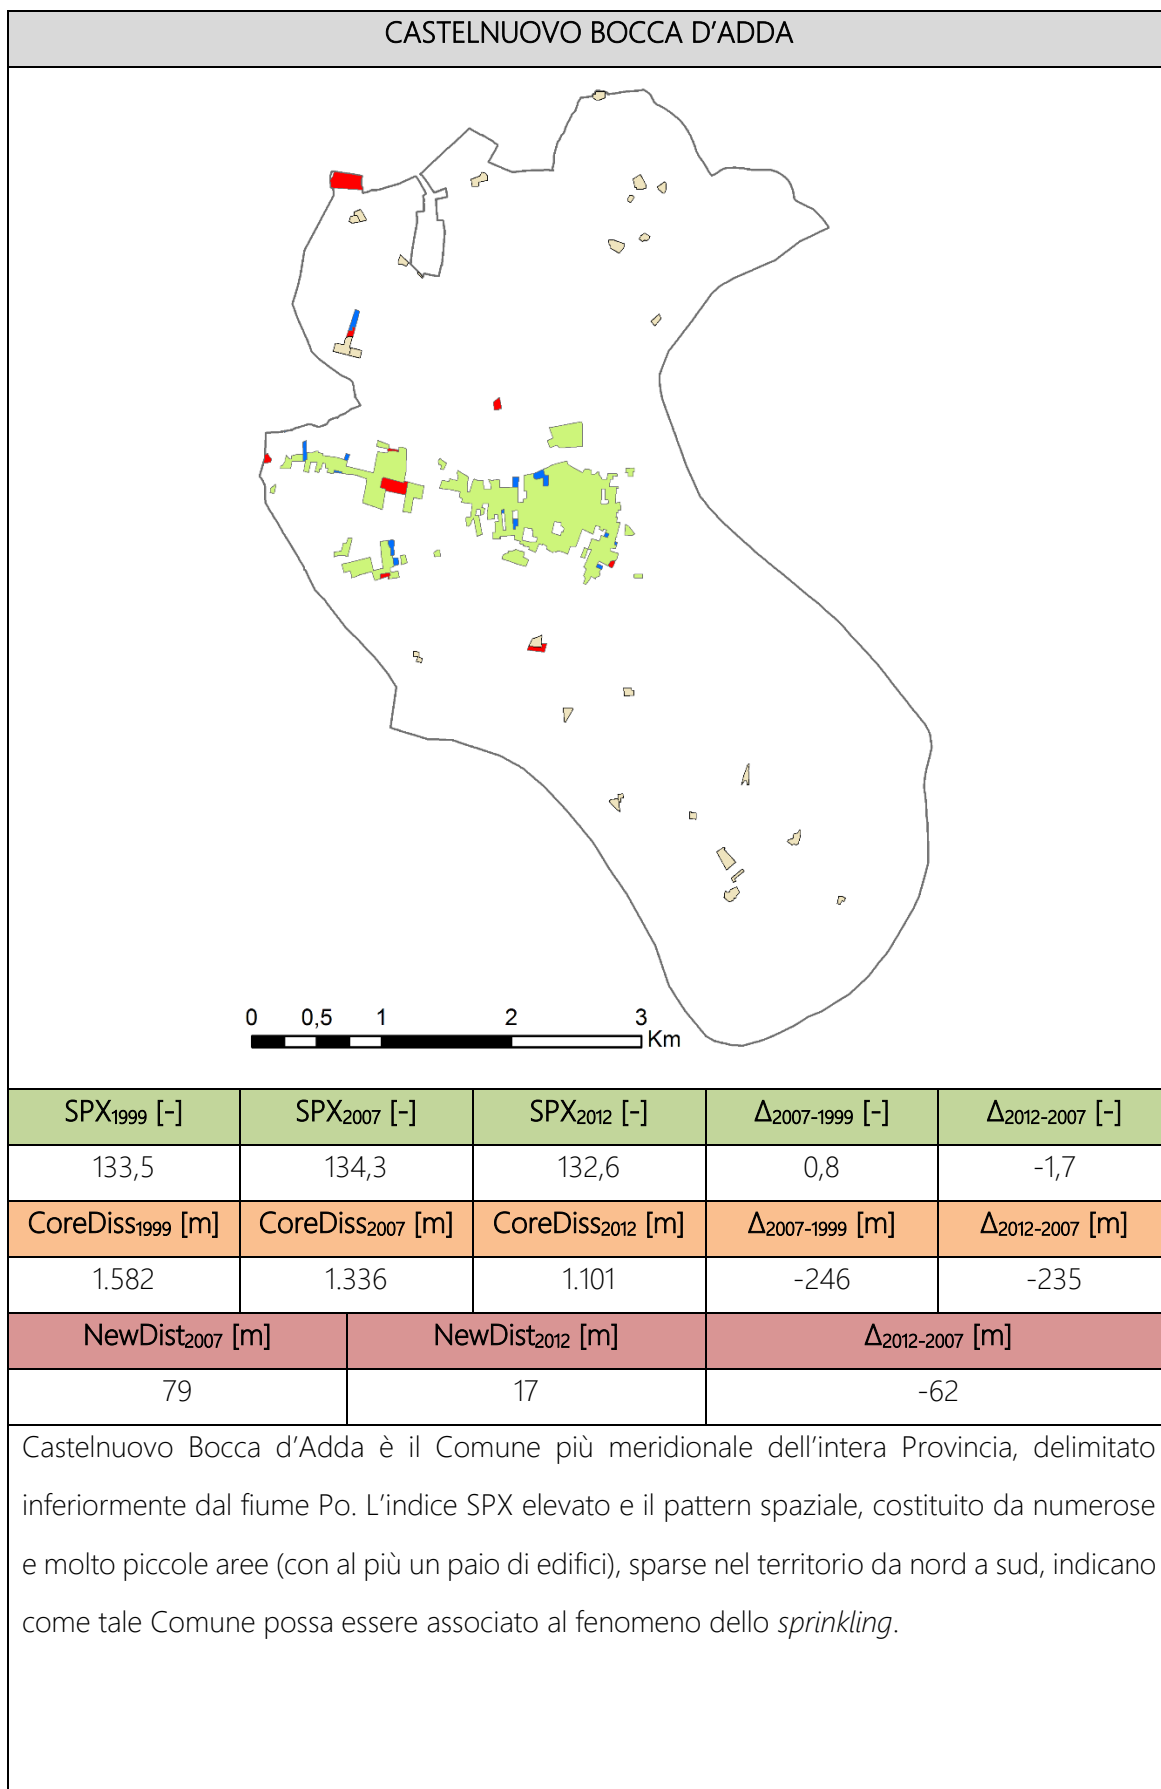 CASTELNUOVO BOCCA D'ADDA
0 0,5 1 2 3
Km
SPX1999 [-] SPX2007 [-] SPX2012 [-] Δ2007-1999 [-] Δ2012-2007 [-]
133,5 134,3 132,6 0,8 -1,7
CoreDiss1999 [m] CoreDiss2007 [m] CoreDiss2012 [m] Δ2007-1999 [m] Δ2012-2007 [m]
1.582 1.336 1.101 -246 -235
NewDist2007 [m] NewDist2012 [m] Δ2012-2007 [m]
79 17 -62
Castelnuovo Bocca d'Adda è il Comune più meridionale dell'intera Provincia, delimitato
inferiormente dal fiume Po. L'indice SPX elevato e il pattern spaziale, costituito da numerose
e molto piccole aree (con al più un paio di edifici), sparse nel territorio da nord a sud, indicano
come tale Comune possa essere associato al fenomeno dello sprinkling.